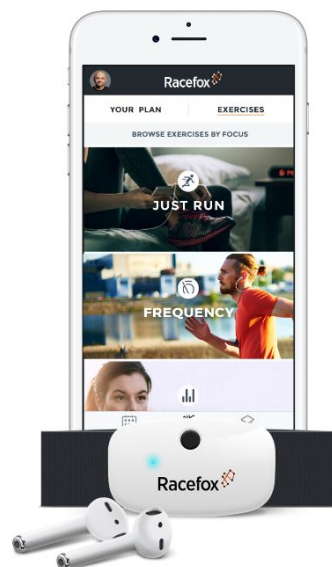 Racefox
YOUR PLAN
EXERCISES
BROWSE EXERCISES BY FOCUS
JUST RUN
FREQUENCY
Racefox